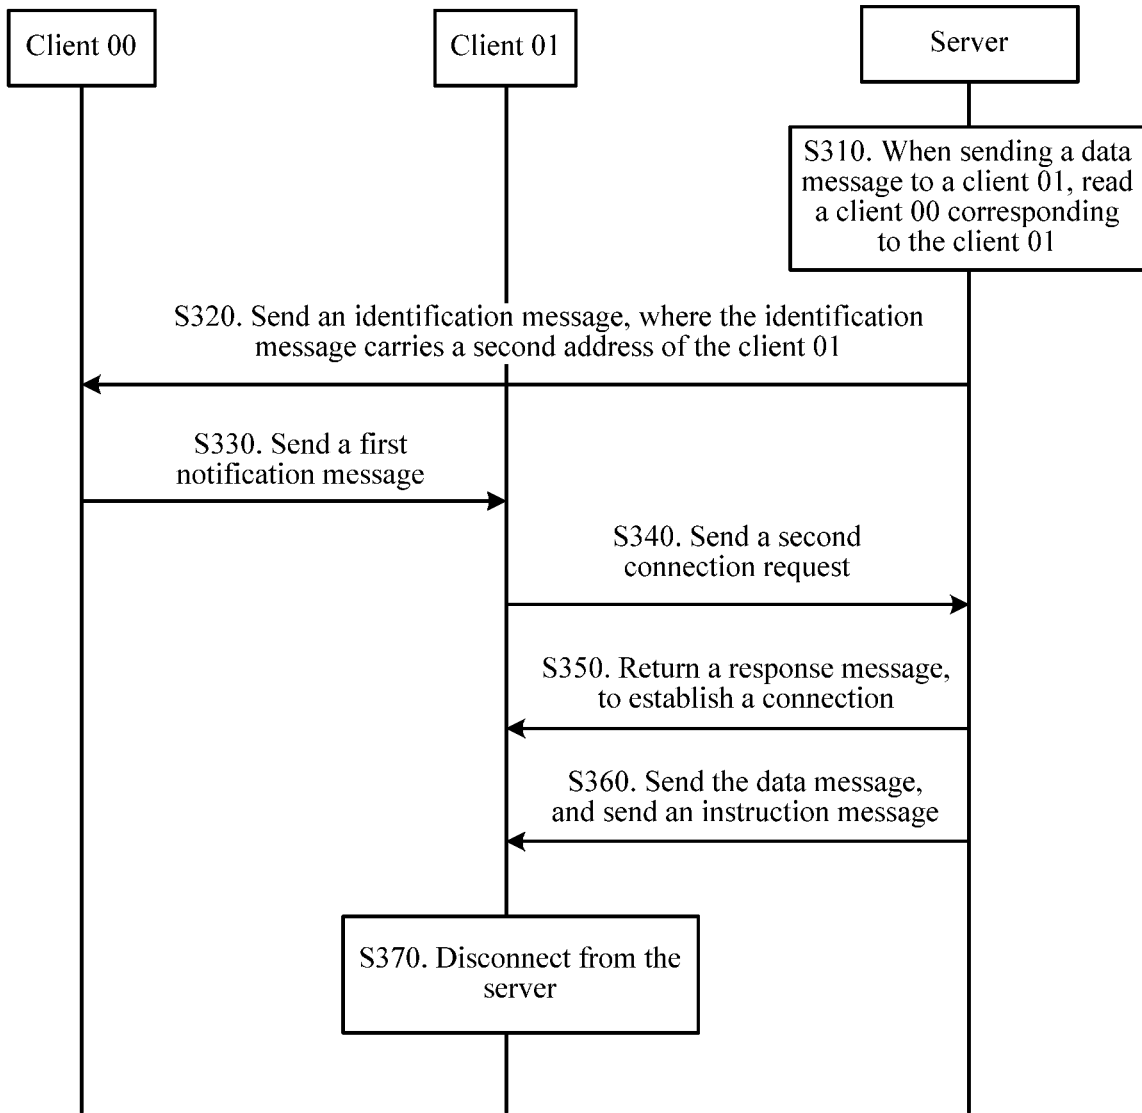 Client 00
Client 01
Server
S310. When sending a data
message to a client 01, read
a client 00 corresponding
to the client 01
S320. Send an identification message, where the identification
message carries a second address of the client 01
S330. Send a first
notification message
S340. Send a second
connection request
S350. Return a response message,
to establish a connection
S360. Send the data message,
and send an instruction message
S370. Disconnect from the
server